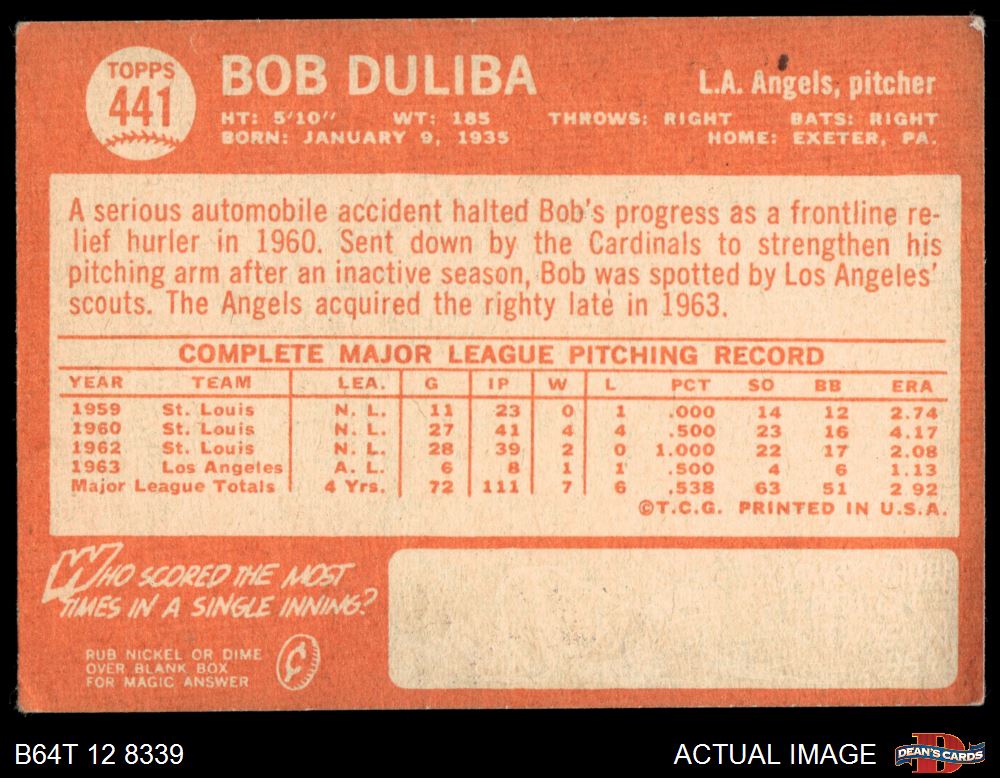 TOPPS
441
BOB DULIBA
L.A. Angels, pitcher
HT: 5'10" WT: 185 THROWS: RIGHT BATS: RIGHT
BORN: JANUARY 9, 1935 HOME: EXETER, PA.
A serious automobile accident halted Bob's progress as a frontline re-
lief hurler in 1960. Sent down by the Cardinals to strengthen his
pitching arm after an inactive season, Bob was spotted by Los Angeles'
scouts. The Angels acquired the righty late in 1963.
COMPLETE MAJOR LEAGUE PITCHING RECORD
YEAR TEAM LEA. G IP W L PCT SO BB ERA
1959 St. Louis N. L. 11 23 0 1 .000 14 12 2.74
1960 St. Louis N. L. 27 41 4 4 .500 23 16 4.17
1962 St. Louis N. L. 28 39 2 0 1.000 22 17 2.08
1963 Los Angeles A. L. 6 8 1 1 .500 4 6 1.13
Major League Totals 4 Yrs. 72 111 7 6 .538 63 51 2.92
©T.C.G. PRINTED IN U.S.A.
WHO SCORED THE MOST
TIMES IN A SINGLE INNING?
RUB NICKEL OR DIME
OVER BLANK BOX
FOR MAGIC ANSWER
¢
B64T 12 8339
ACTUAL IMAGE
DEAN'S CARDS